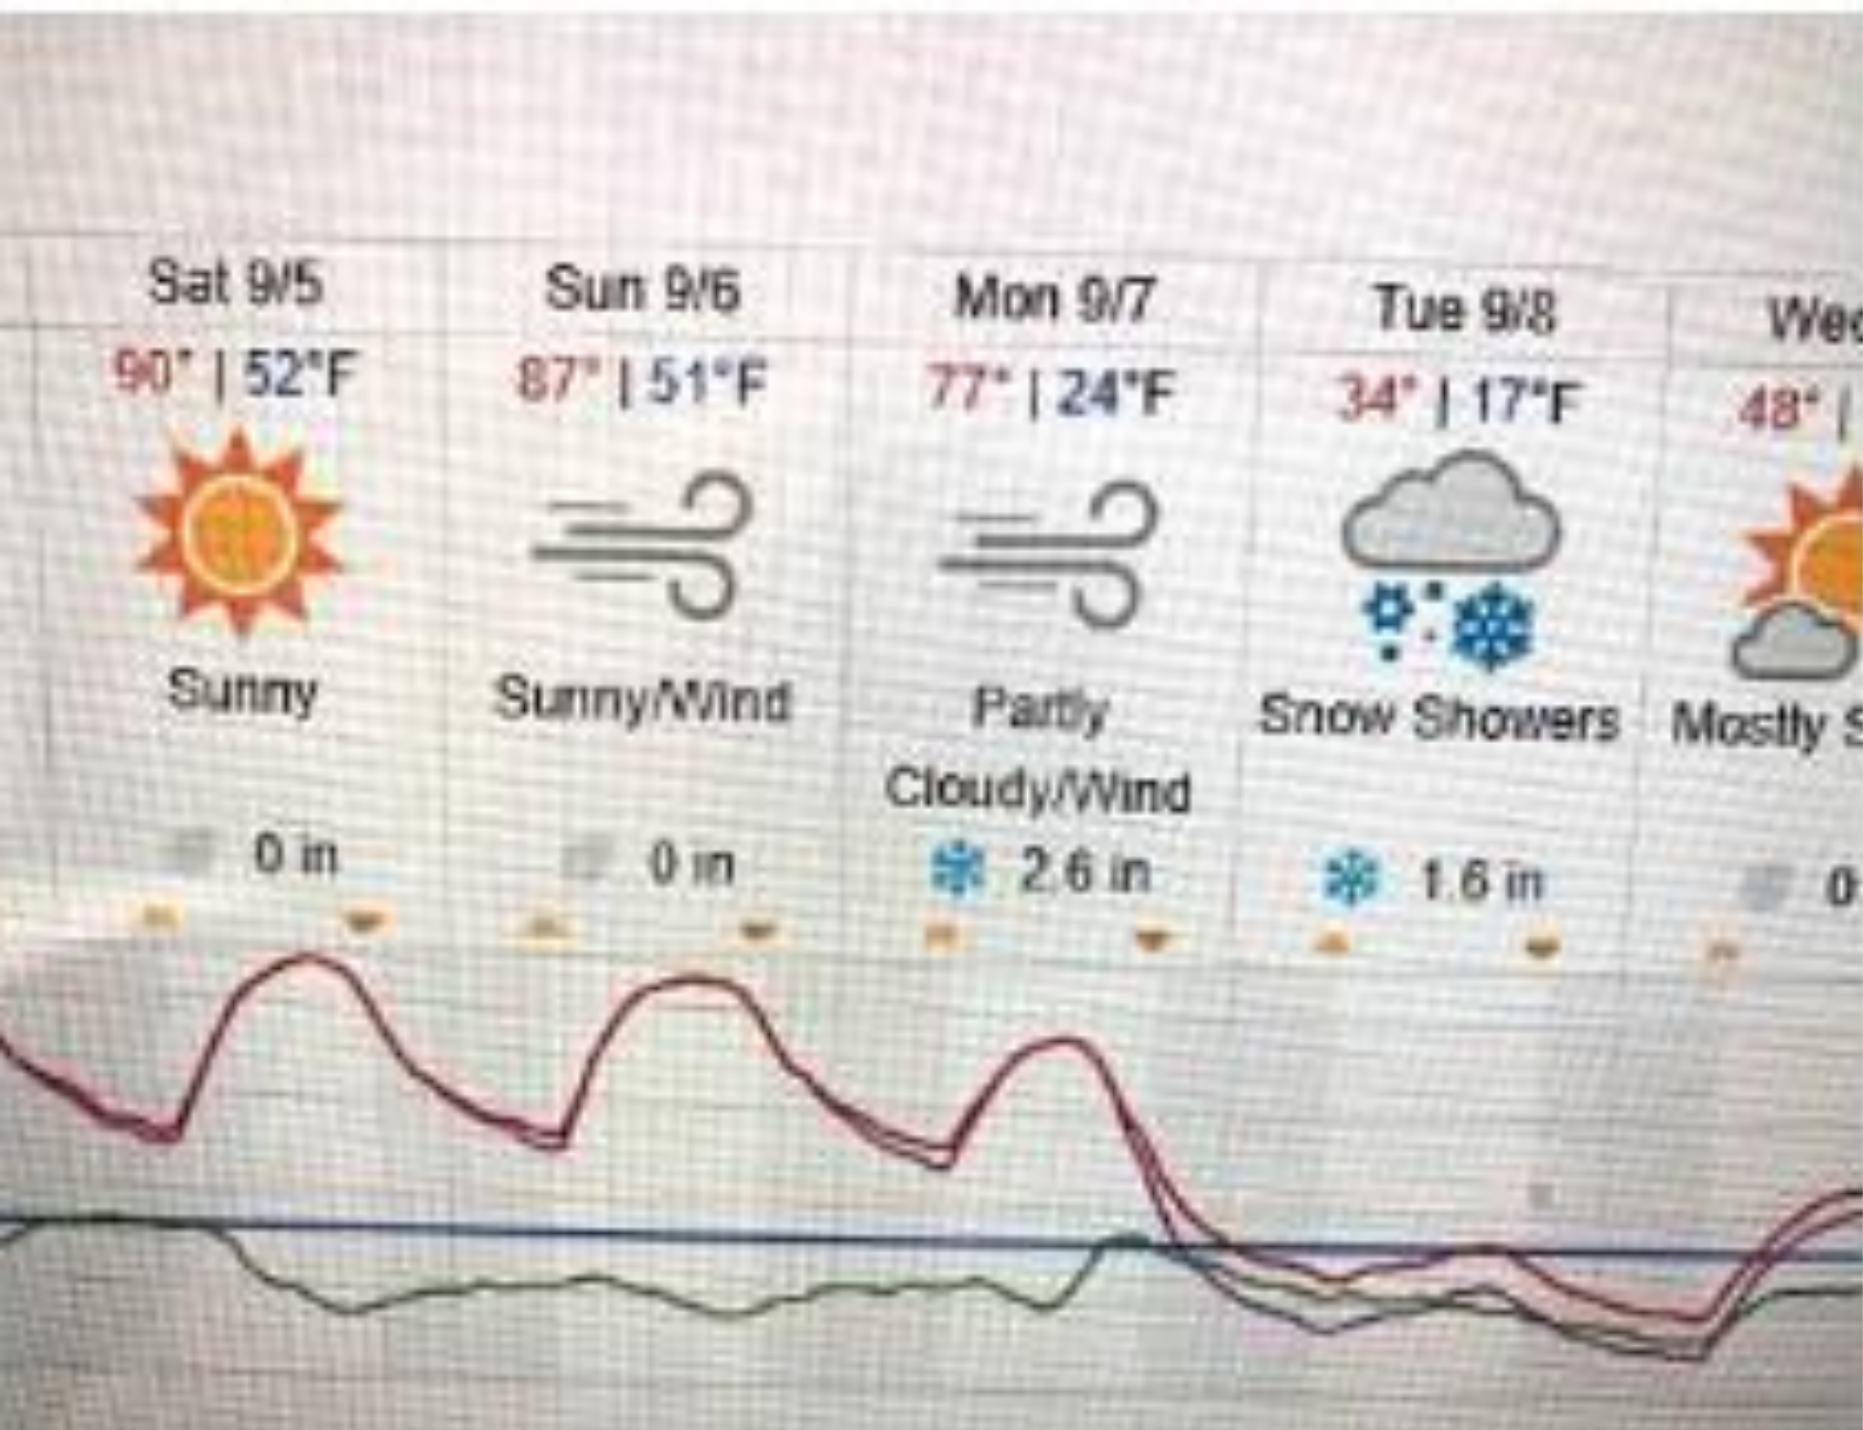 Sat 9/5
90° | 52°F
Sunny
0 in
Sun 9/6
87° | 51°F
Sunny/Wind
0 in
Mon 9/7
77° | 24°F
Partly
Cloudy/Wind
2.6 in
Tue 9/8
34° | 17°F
Snow Showers
1.6 in
Wed
48° |
Mostly S
0